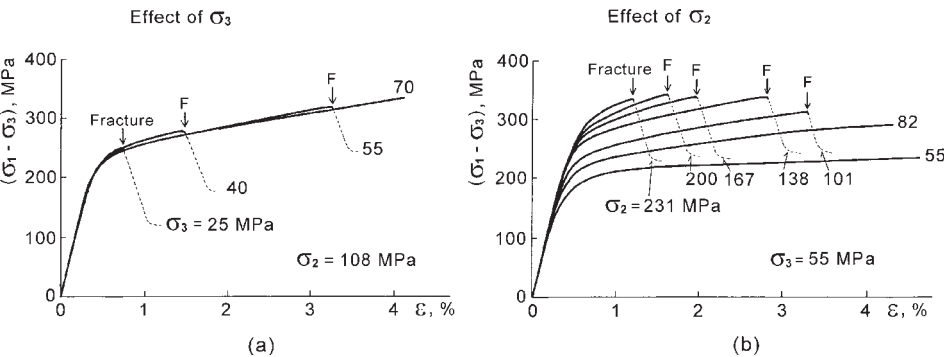 Effect of σ₃
(σ₁ - σ₃), MPa
400
300
200
100
0
Fracture
F
F
70
55
40
σ₃ = 25 MPa
σ₂ = 108 MPa
0
1
2
3
4
ε, %
(a)
Effect of σ₂
(σ₁ - σ₃), MPa
400
300
200
100
0
Fracture
F
F
F
F
82
55
200
167
138
101
σ₂ = 231 MPa
σ₃ = 55 MPa
0
1
2
3
4
ε, %
(b)